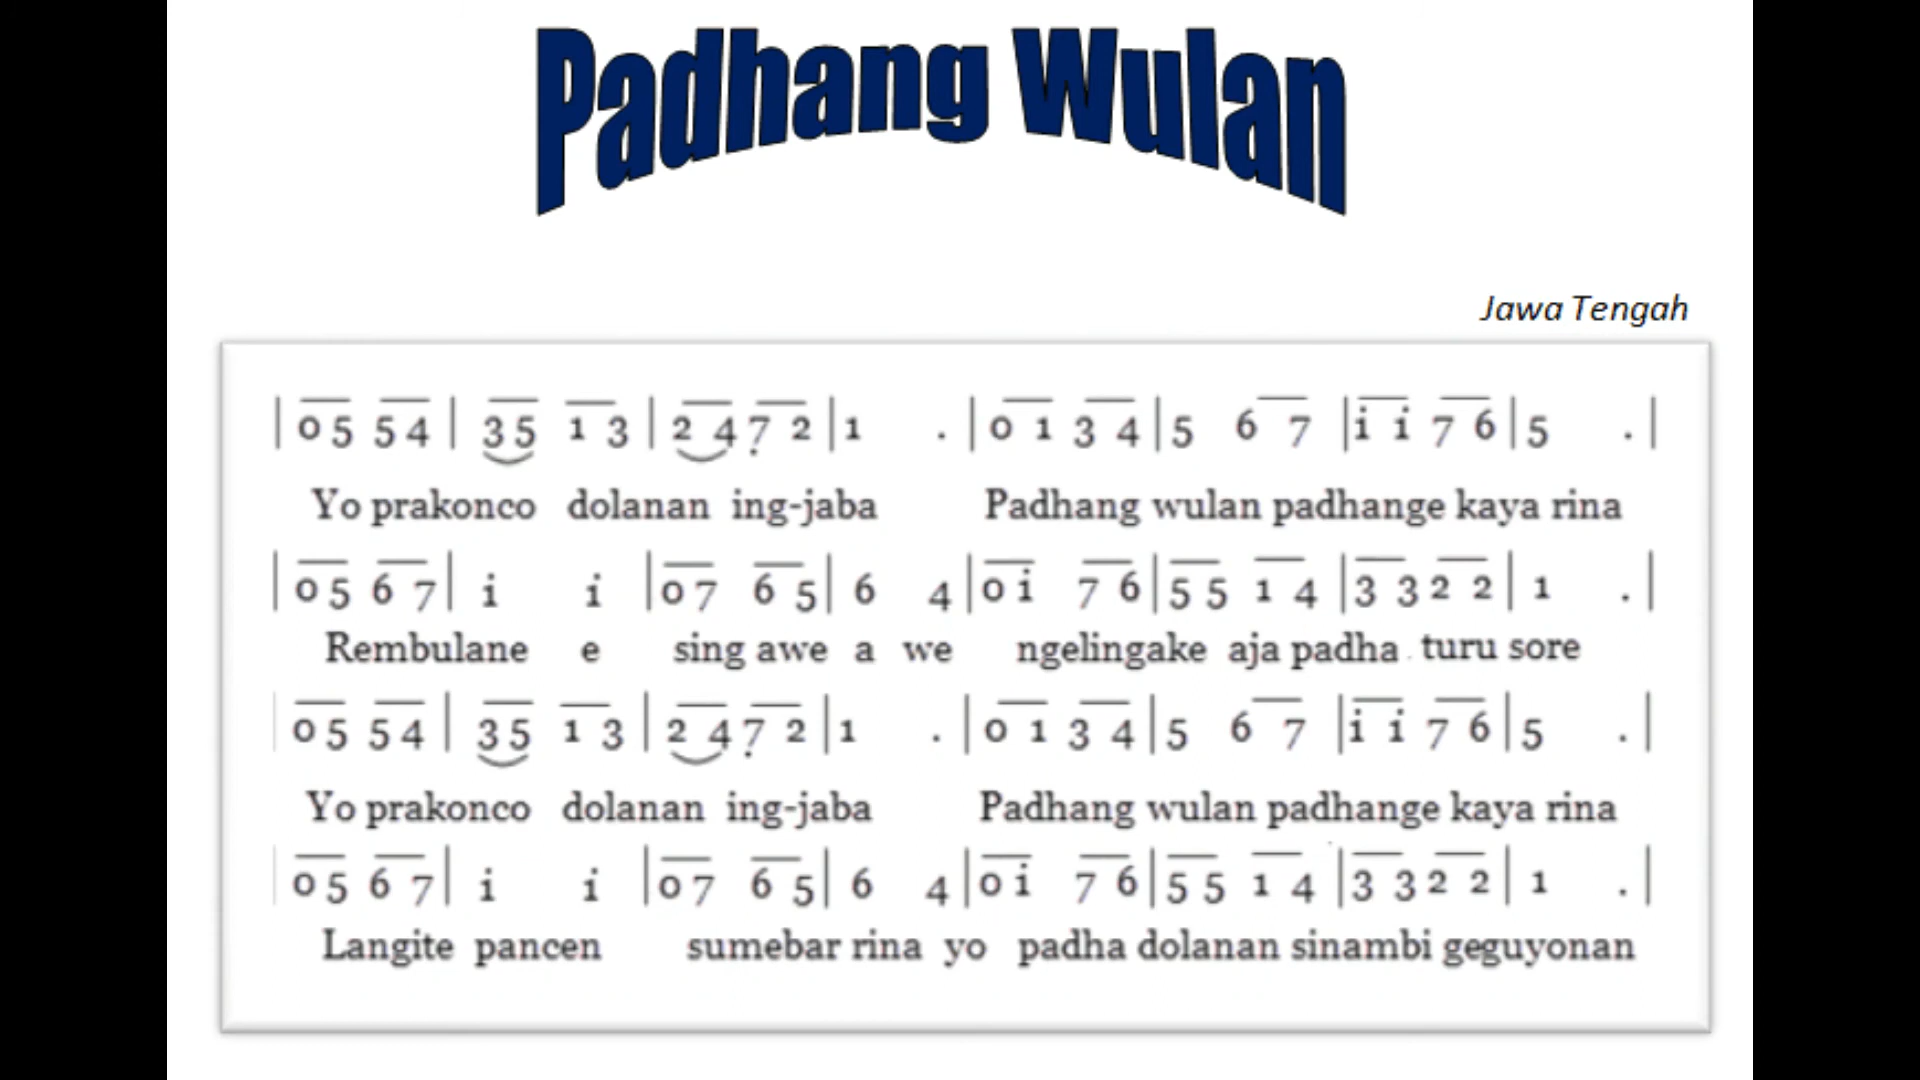 Padhang Wulan
Jawa Tengah
| 0 5 5 4 | 3 5 1 3 | 2 4 7̣ 2 | 1 . | 0 1 3 4 | 5 6 7 | i i 7 6 | 5 . |
Yo prakonco dolanan ing-jaba Padhang wulan padhange kaya rina
| 0 5 6 7 | i i | 0 7 6 5 | 6 4 | 0 i 7 6 | 5 5 1 4 | 3 3 2 2 | 1 . |
Rembulane e sing awe a we ngelingake aja padha turu sore
| 0 5 5 4 | 3 5 1 3 | 2 4 7̣ 2 | 1 . | 0 1 3 4 | 5 6 7 | i i 7 6 | 5 . |
Yo prakonco dolanan ing-jaba Padhang wulan padhange kaya rina
| 0 5 6 7 | i i | 0 7 6 5 | 6 4 | 0 i 7 6 | 5 5 1 4 | 3 3 2 2 | 1 . |
Langite pancen sumebar rina yo padha dolanan sinambi geguyonan